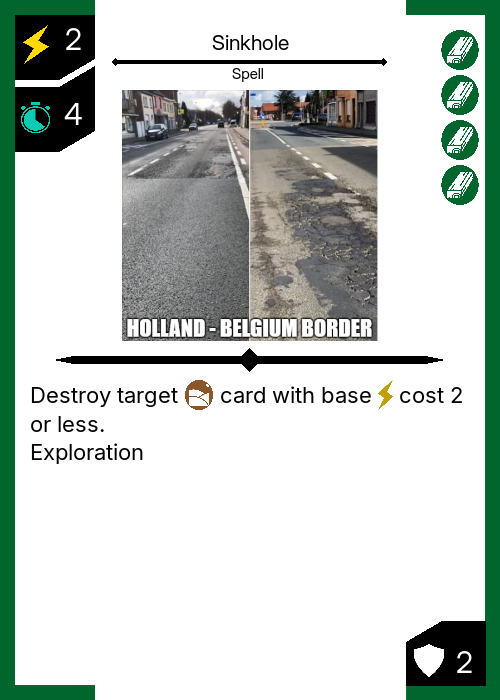 2
Sinkhole
4
Spell
HOLLAND - BELGIUM BORDER
Destroy target card with base cost 2
or less.
Exploration
2